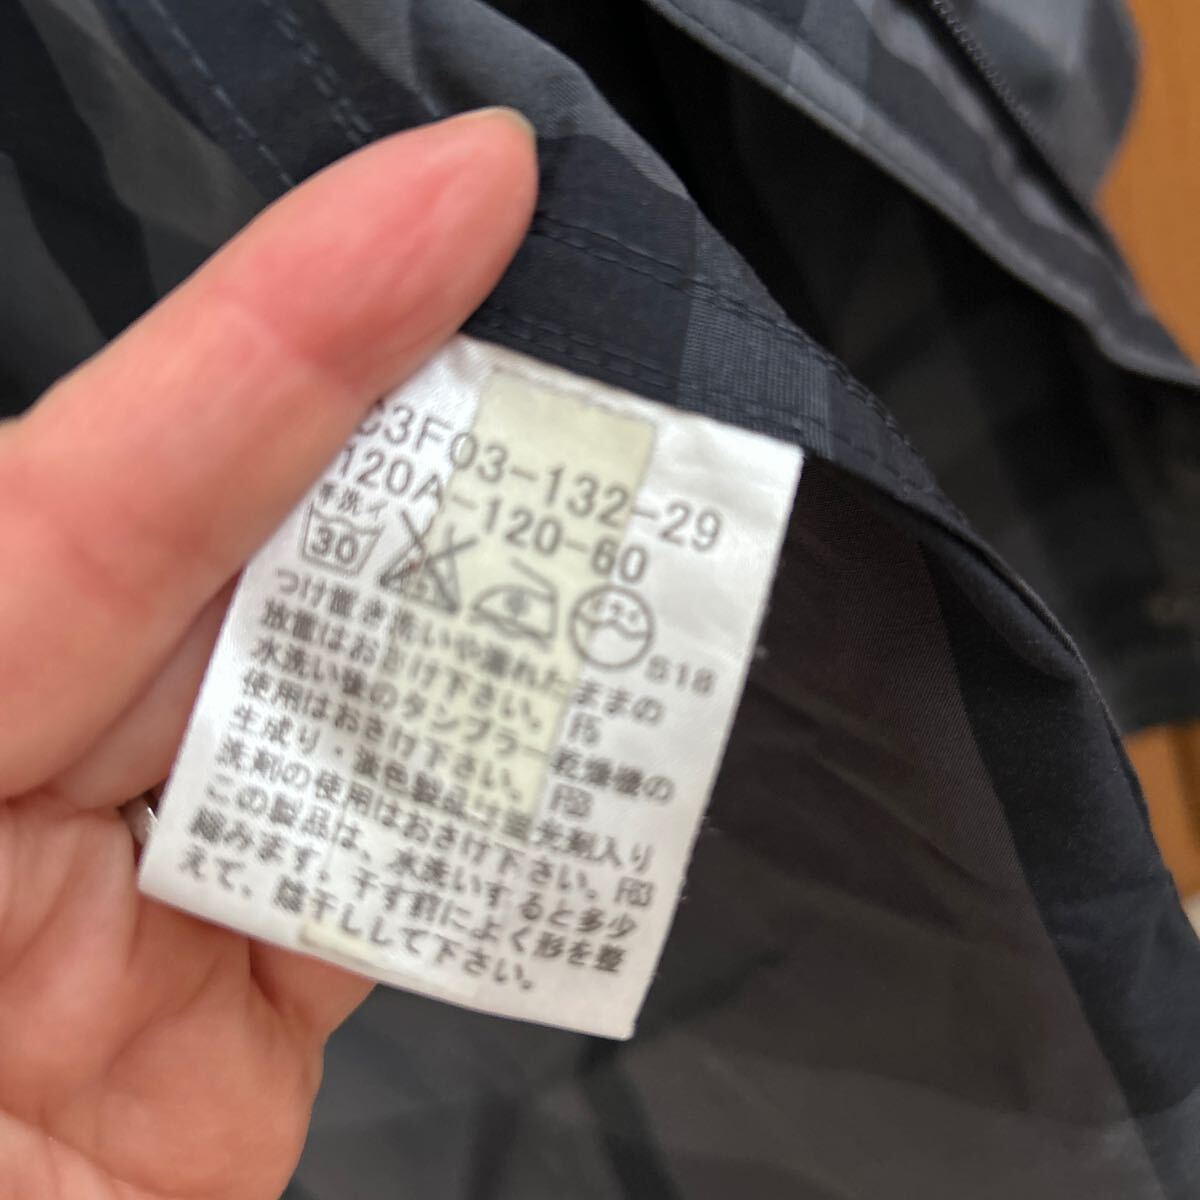 C3F03-132-29
120A-120-60
手洗イ
30
S16
つけ置き洗いや濡れたままの
放置はおさけ下さい。
水洗い後のタンブラー乾燥機の
使用はおさけ下さい。
生成り・淡色製品は蛍光剤入り
洗剤の使用はおさけ下さい。
この製品は、水洗いすると多少
縮みます。干す前によく形を整
えて、陰干しして下さい。